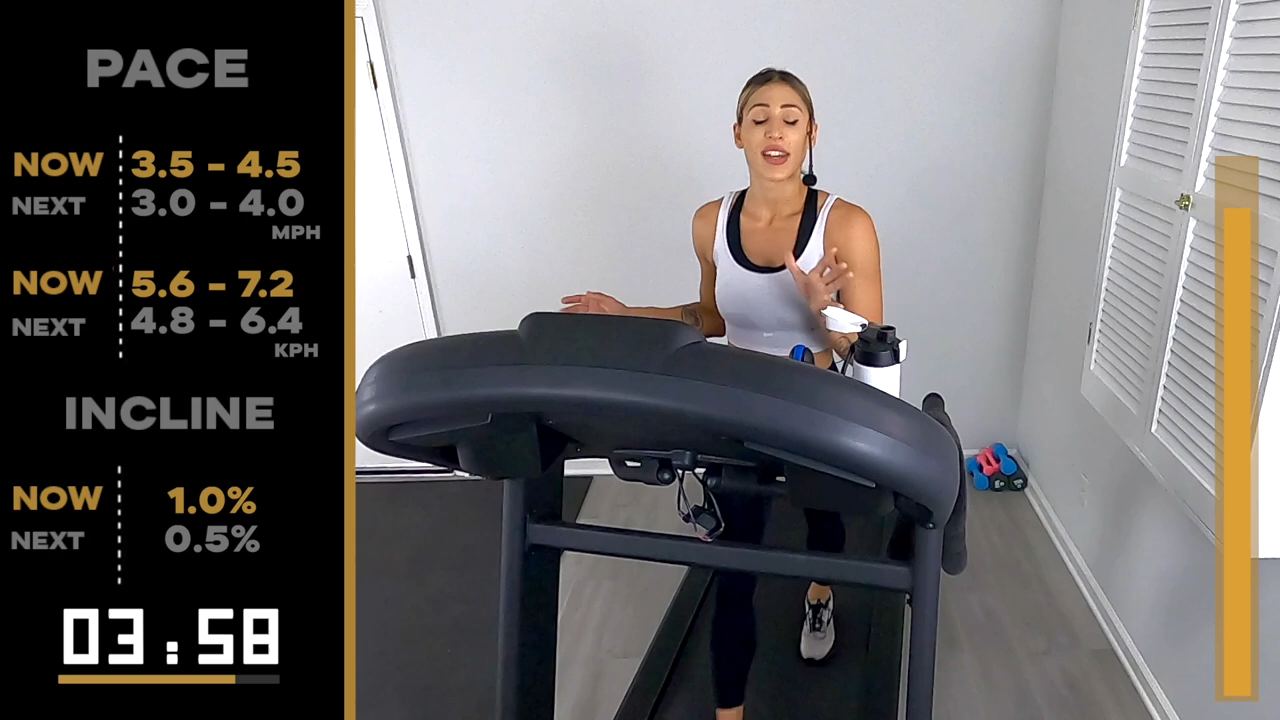 PACE
NOW 3.5 - 4.5
NEXT 3.0 - 4.0
MPH
NOW 5.6 - 7.2
NEXT 4.8 - 6.4
KPH
INCLINE
NOW 1.0%
NEXT 0.5%
03:58